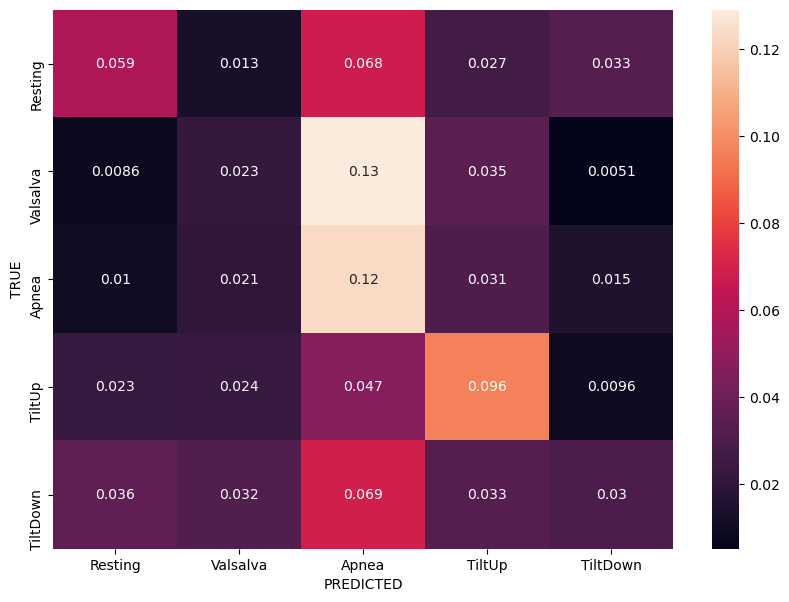 Resting 0.059 0.013 0.068 0.027 0.033
Valsalva 0.0086 0.023 0.13 0.035 0.0051
Apnea 0.01 0.021 0.12 0.031 0.015
TiltUp 0.023 0.024 0.047 0.096 0.0096
TiltDown 0.036 0.032 0.069 0.033 0.03
TRUE
Resting Valsalva Apnea TiltUp TiltDown
PREDICTED
0.12
0.10
0.08
0.06
0.04
0.02